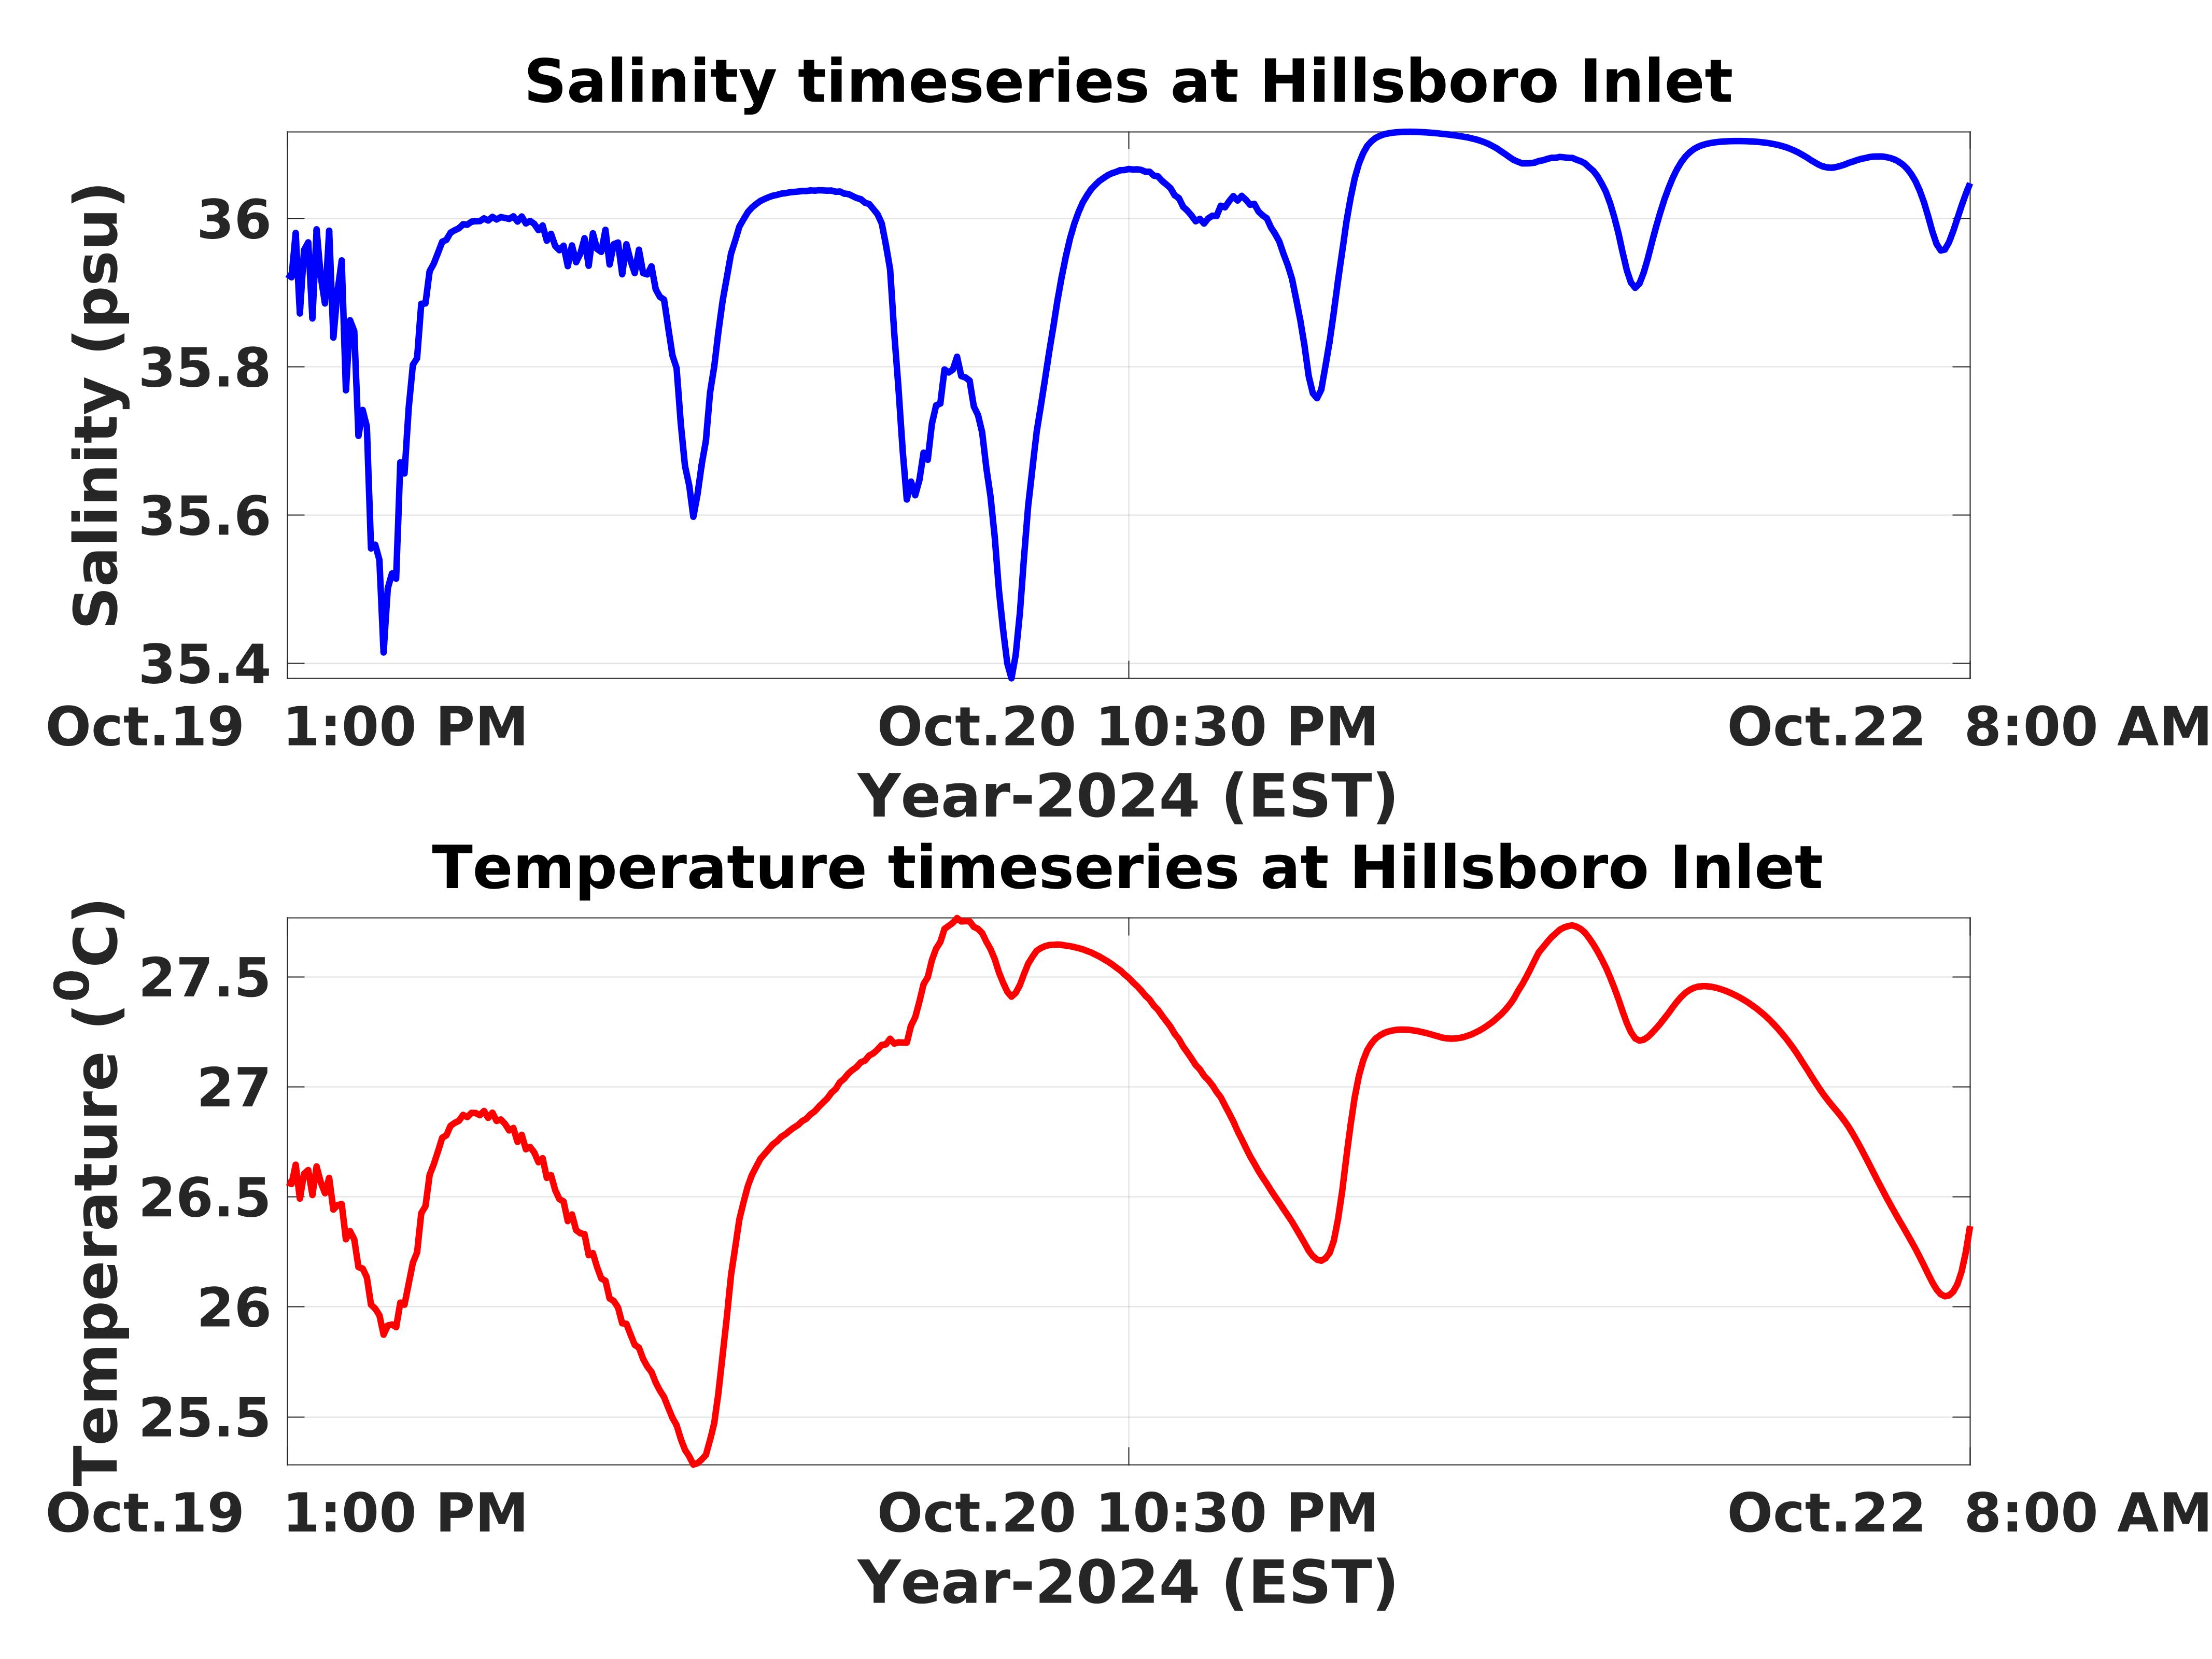 Salinity timeseries at Hillsboro Inlet
Salinity (psu)
36
35.8
35.6
35.4
Oct.19  1:00 PM Oct.20 10:30 PM Oct.22  8:00 AM
Year-2024 (EST)
Temperature timeseries at Hillsboro Inlet
Temperature (⁰C)
27.5
27
26.5
26
25.5
Oct.19  1:00 PM Oct.20 10:30 PM Oct.22  8:00 AM
Year-2024 (EST)